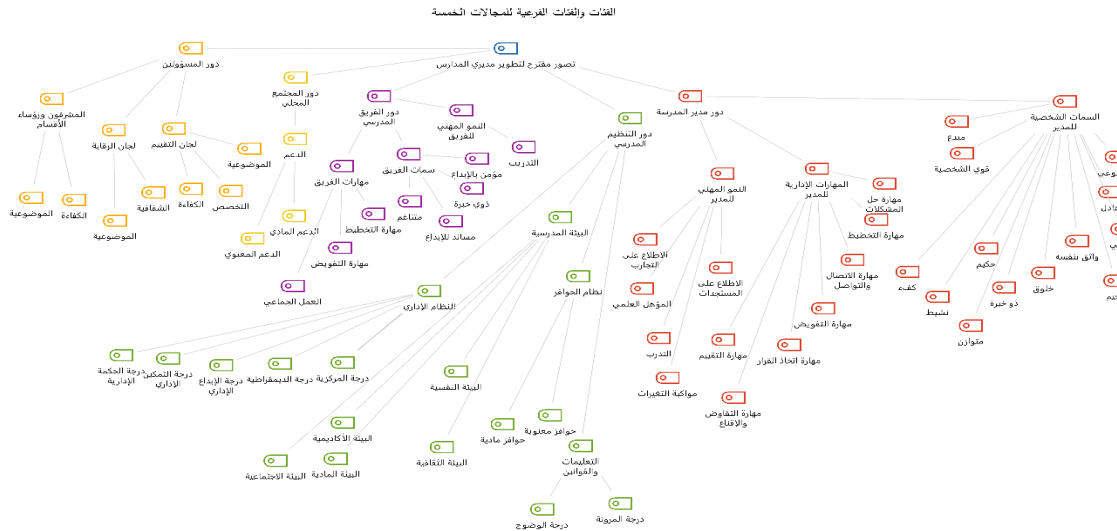 الفئات والفئات الفرعية للمجالات الخمسة
تصور مقترح لتطوير مديري المدارس
دور المسؤولين
المشرفون ورؤساء
الأقسام
الموضوعية
الكفاءة
لجان الرقابة
الموضوعية
الشفافية
لجان التقييم
الكفاءة
التخصص
الموضوعية
دور المجتمع
المحلي
الدعم
الدعم المادي
الدعم المعنوي
دور الفريق
المدرسي
النمو المهني
للفريق
التدريب
سمات الفريق
مؤمن بالإبداع
ذوي خبرة
متناغم
مساند للإبداع
مهارات الفريق
مهارة التخطيط
مهارة التفويض
العمل الجماعي
دور التنظيم
المدرسي
البيئة المدرسية
نظام الحوافز
النظام الإداري
درجة الحكمة
الإدارية
درجة التمكين
الإداري
درجة الإبداع
الإداري
درجة الديمقراطية
درجة المركزية
البيئة النفسية
البيئة الأكاديمية
البيئة المادية
البيئة الاجتماعية
البيئة الثقافية
حوافز مادية
حوافز معنوية
التعليمات
والقوانين
درجة الوضوح
درجة المرونة
دور مدير المدرسة
النمو المهني
للمدير
الاطلاع على
التجارب
المؤهل العلمي
الاطلاع على
المستجدات
التدرب
مواكبة التغيرات
المهارات الإدارية
للمدير
مهارة حل
المشكلات
مهارة التخطيط
مهارة الاتصال
والتواصل
مهارة التفويض
مهارة اتخاذ القرار
مهارة التقييم
مهارة التفاوض
والإقناع
السمات الشخصية
للمدير
مبدع
قوي الشخصية
كفء
نشيط
حكيم
متوازن
ذو خبرة
خلوق
واثق بنفسه